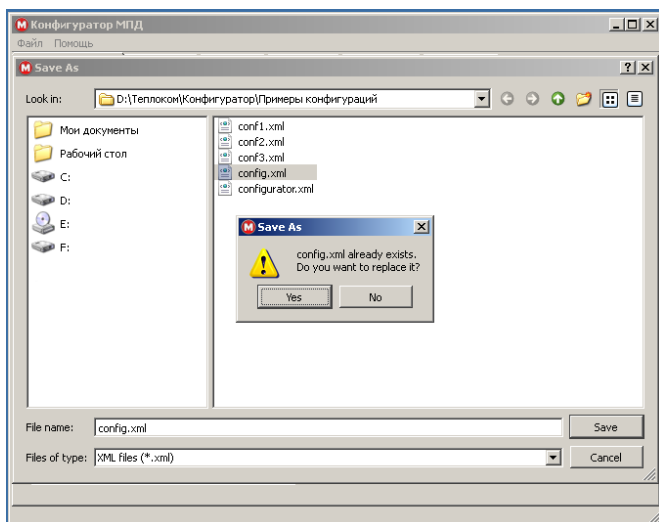 Конфигуратор МПД
Файл Помощь
Save As
Look in: D:\Теплоком\Конфигуратор\Примеры конфигураций
Мои документы
Рабочий стол
C:
D:
E:
F:
conf1.xml
conf2.xml
conf3.xml
config.xml
configurator.xml
Save As
config.xml already exists.
Do you want to replace it?
Yes No
File name: config.xml Save
Files of type: XML files (*.xml) Cancel